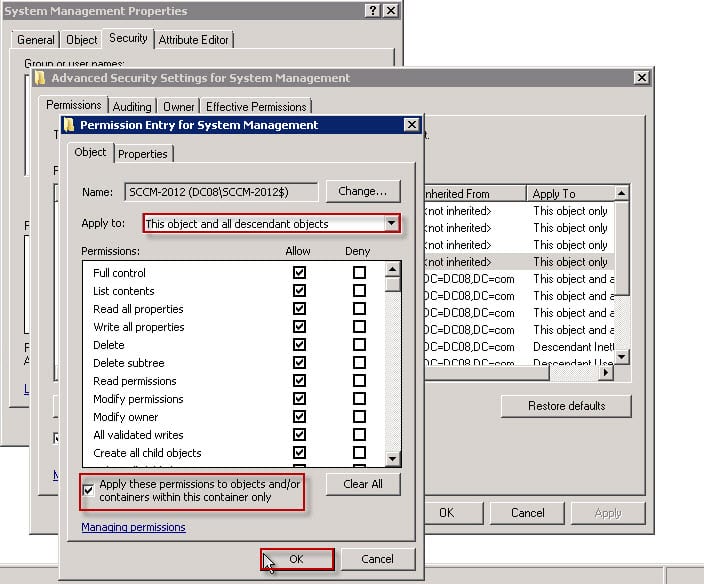 System Management Properties
General Object Security Attribute Editor
Group or user names:
Advanced Security Settings for System Management
Permissions Auditing Owner Effective Permissions
Permission Entry for System Management
Object Properties
Name: SCCM-2012 (DC08\SCCM-2012$) Change...
Apply to: This object and all descendant objects
Permissions: Allow Deny
Full control
List contents
Read all properties
Write all properties
Delete
Delete subtree
Read permissions
Modify permissions
Modify owner
All validated writes
Create all child objects
Apply these permissions to objects and/or
containers within this container only
Clear All
Managing permissions
OK Cancel
nherited From Apply To
<not inherited> This object only
<not inherited> This object only
<not inherited> This object only
<not inherited> This object only
DC=DC08,DC=com This object and a
DC=DC08,DC=com This object and a
DC=DC08,DC=com This object and a
DC=DC08,DC=com This object and a
DC=DC08,DC=com Descendant Inet
DC=DC08,DC=com Descendant Use
Restore defaults
OK Cancel Apply